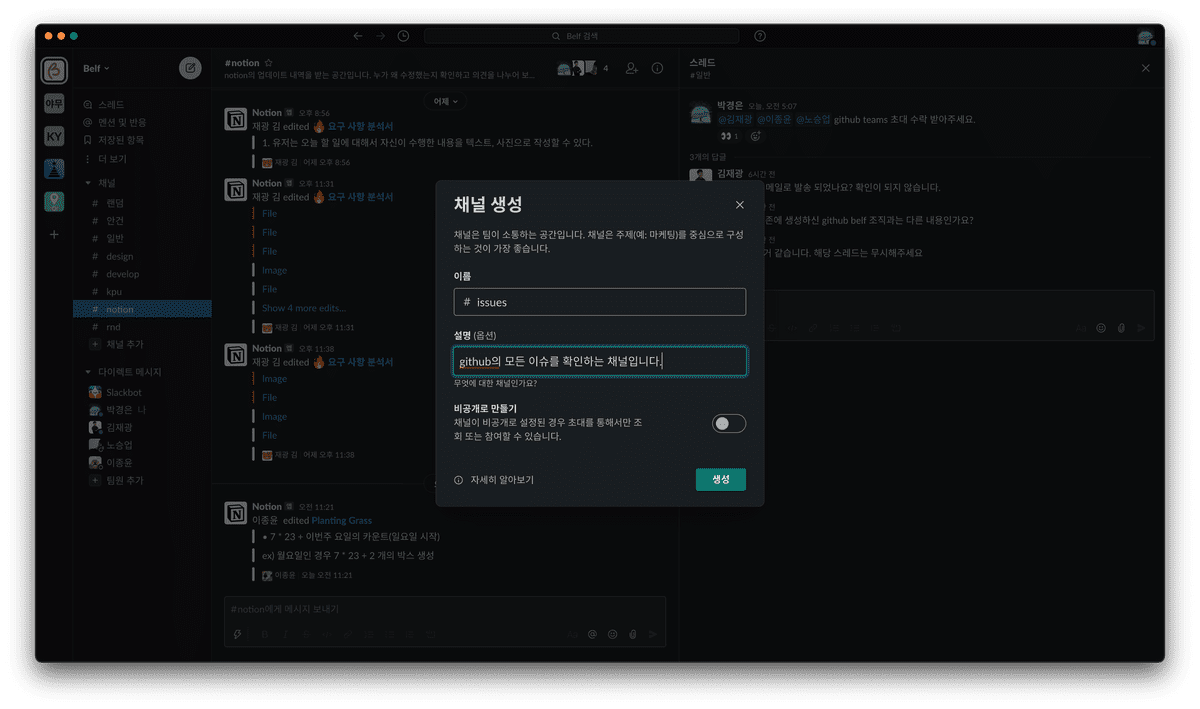 Belf 검색
Belf
야무
KY
스레드
멘션 및 반응
저장된 항목
더 보기
채널
# 랜덤
# 인건
# 일반
# design
# develop
# kpu
# notion
# rnd
+ 채널 추가
다이렉트 메시지
Slackbot
박경은 나
김재광
노승업
이종윤
+ 팀원 추가
#notion
notion의 업데이트 내역을 받는 공간입니다. 누가 왜 수정했는지 확인하고 의견을 나누어 보...
4
어제
Notion 앱 오후 8:56
재광 김 edited 요구 사항 분석서
1. 유저는 오늘 할 일에 대해서 자신이 수행한 내용을 텍스트, 사진으로 작성할 수 있다.
재광 김 어제 오후 8:56
Notion 앱 오후 11:31
재광 김 edited 요구 사항 분석서
File
File
File
Image
File
Show 4 more edits...
재광 김 어제 오후 11:31
Notion 앱 오후 11:38
재광 김 edited 요구 사항 분석서
Image
File
Image
File
재광 김 어제 오후 11:38
Notion 앱 오전 11:21
이종윤 edited Planting Grass
• 7 * 23 + 이번주 요일의 카운트(일요일 시작)
ex) 월요일인 경우 7 * 23 + 2 개의 박스 생성
이종윤 오늘 오전 11:21
#notion에게 메시지 보내기
채널 생성
채널은 팀이 소통하는 공간입니다. 채널은 주제(예: 마케팅)를 중심으로 구성
하는 것이 가장 좋습니다.
이름
# issues
설명 (옵션)
github의 모든 이슈를 확인하는 채널입니다.
무엇에 대한 채널인가요?
비공개로 만들기
채널이 비공개로 설정된 경우 초대를 통해서만 조
회 또는 참여할 수 있습니다.
자세히 알아보기
생성
스레드
#일반
박경은 오늘, 오전 5:07
@김재광 @이종윤 @노승업 github teams 초대 수락 받아주세요.
1
3개의 답글
김재광 6시간 전
메일로 발송 되었나요? 확인이 되지 않습니다.
전
존에 생성하신 github belf 조직과는 다른 내용인가요?
전
거 같습니다. 해당 스레드는 무시해주세요